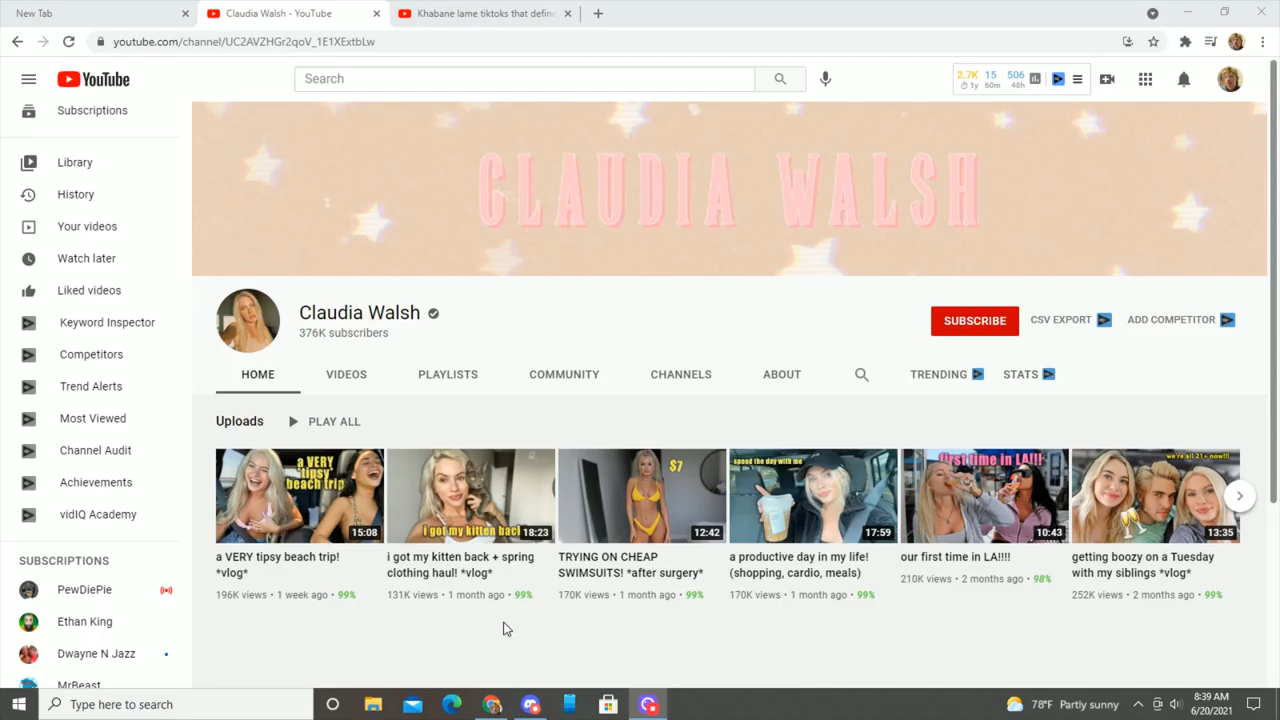 New Tab
Claudia Walsh - YouTube
Khabane lame tiktoks that define
youtube.com/channel/UC2AVZHGr2qoV_1E1XExtbLw
YouTube
Search
2.7K 15 506
1y 60m 48h
Subscriptions
Library
History
Your videos
Watch later
Liked videos
Keyword Inspector
Competitors
Trend Alerts
Most Viewed
Channel Audit
Achievements
vidIQ Academy
SUBSCRIPTIONS
PewDiePie
Ethan King
Dwayne N Jazz
MrBeast
CLAUDIA WALSH
Claudia Walsh
376K subscribers
SUBSCRIBE
CSV EXPORT
ADD COMPETITOR
HOME
VIDEOS
PLAYLISTS
COMMUNITY
CHANNELS
ABOUT
TRENDING
STATS
Uploads
PLAY ALL
a VERY
"tipsy"
beach trip!
15:08
a VERY tipsy beach trip!
*vlog*
196K views • 1 week ago • 99%
i got my kitten back
18:23
i got my kitten back + spring
clothing haul! *vlog*
131K views • 1 month ago • 99%
$7
12:42
TRYING ON CHEAP
SWIMSUITS! *after surgery*
170K views • 1 month ago • 99%
spend the day with me
17:59
a productive day in my life!
(shopping, cardio, meals)
170K views • 1 month ago • 99%
first time in LA!!!
10:43
our first time in LA!!!!
210K views • 2 months ago • 98%
we're all 21+ now!!
13:35
getting boozy on a Tuesday
with my siblings *vlog*
252K views • 2 months ago • 99%
Type here to search
78°F Partly sunny
8:39 AM
6/20/2021